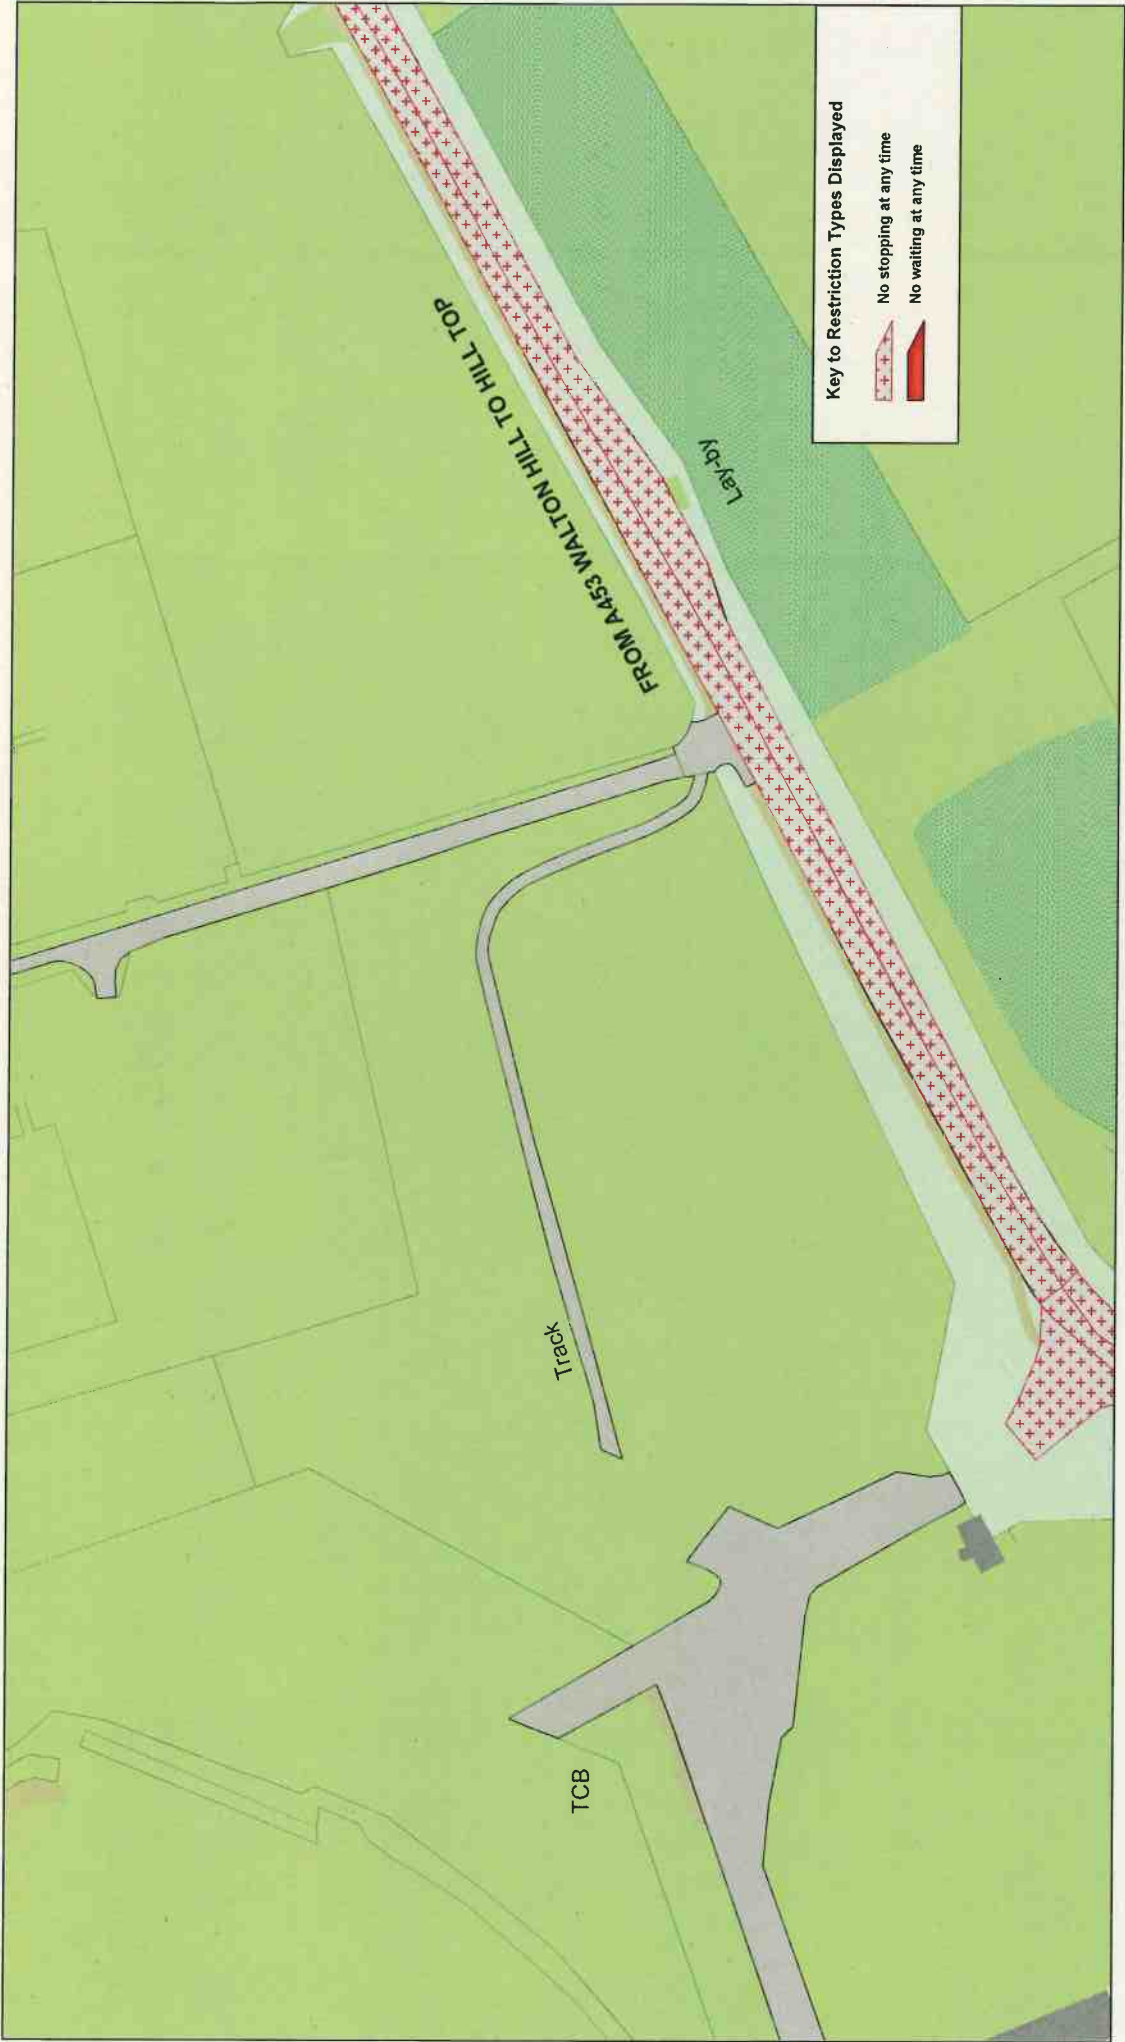 FROM A453 WALTON HILL TO HILL TOP
Lay-by
Track
TCB
Key to Restriction Types Displayed
No stopping at any time
No waiting at any time